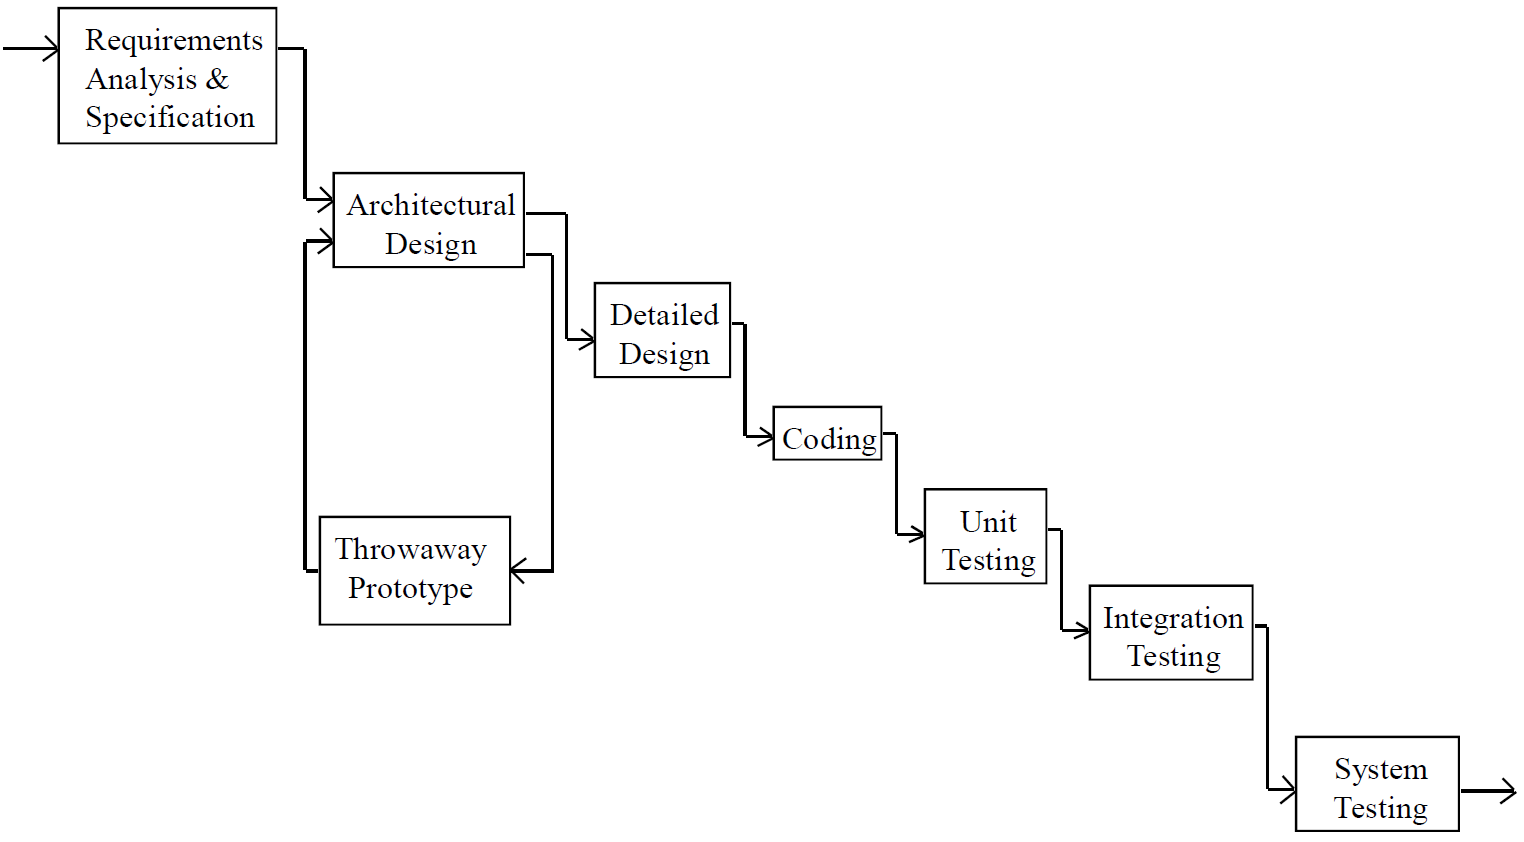 Requirements
Analysis &
Specification
Architectural
Design
Detailed
Design
Coding
Throwaway
Prototype
Unit
Testing
Integration
Testing
System
Testing